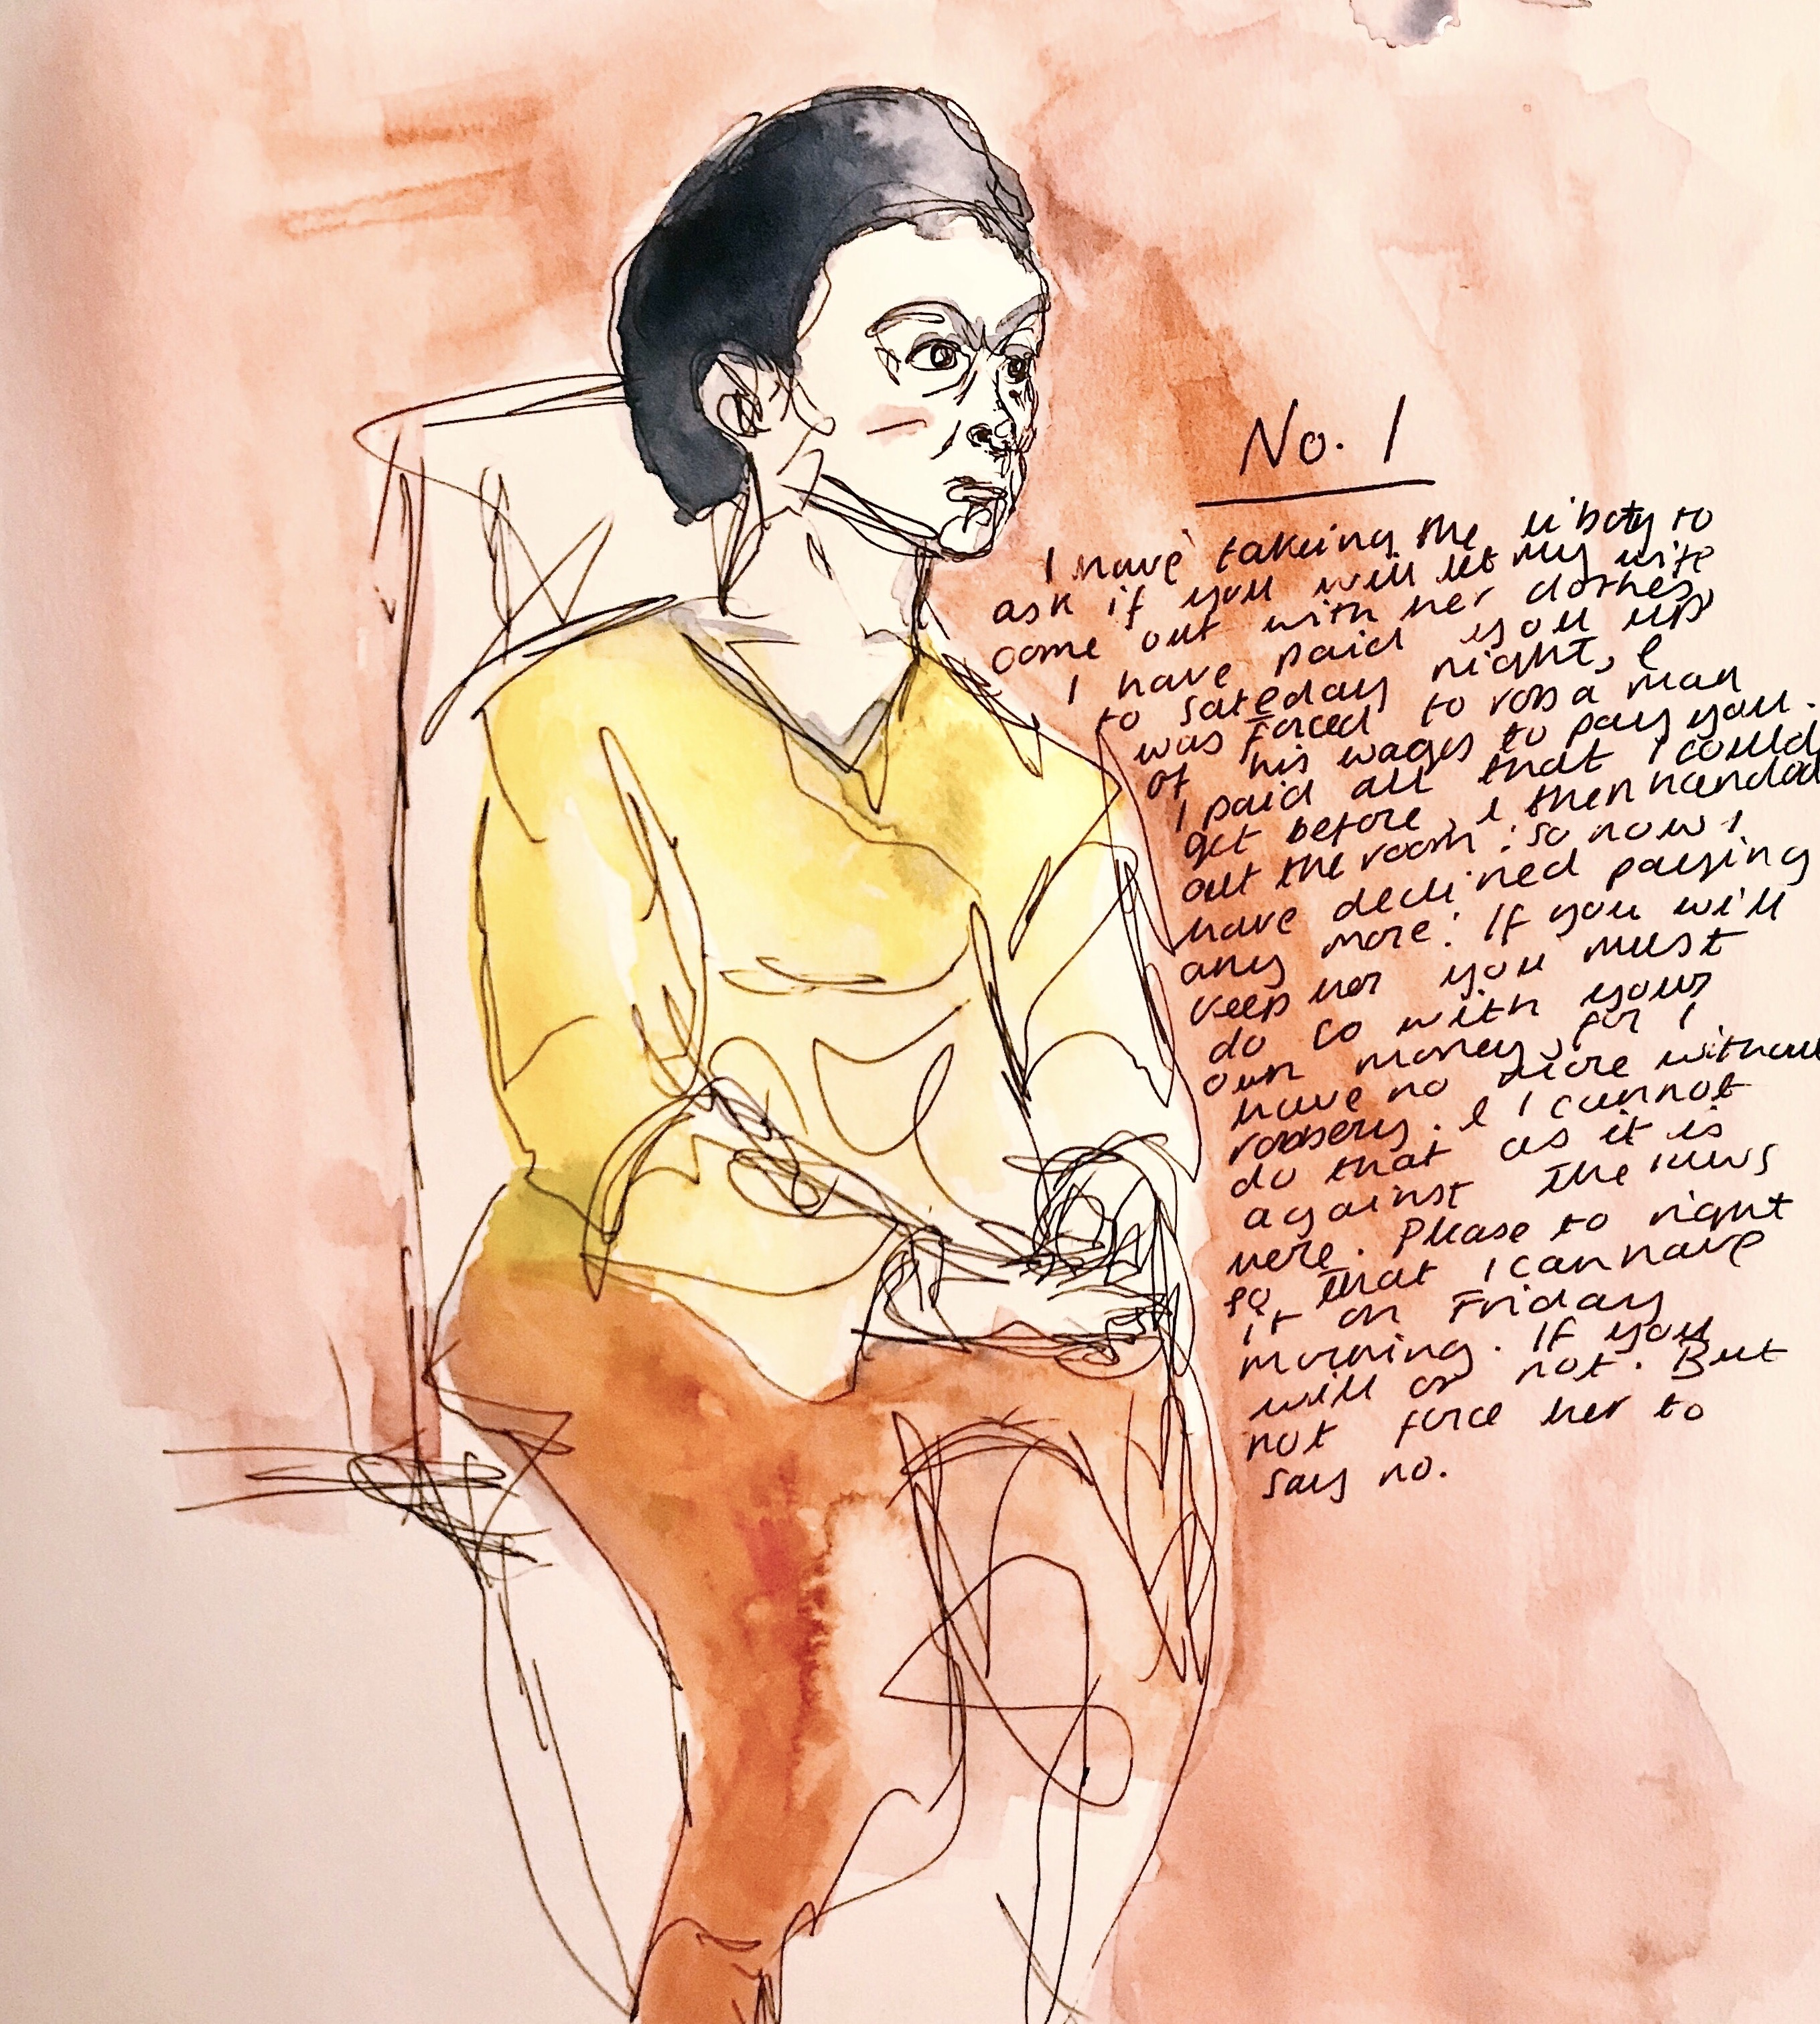 No. 1
I have takeing the liboty to
ask if you will let my wife
come out with her clothes,
I have paid you up
to Sateday night, &
was forced to rob a man
of his wages to pay you.
I paid all that I could
get before, & then handad
out the room: so now I
have declined paying
any more: If you will
keep her you must
do so with your
own money, for I
have no more without
robbery. & I cannot
do that as it is
against the laws
here. Please to right
so that I can have
it on Friday
morning. If you
will or not. But
not force her to
say no.